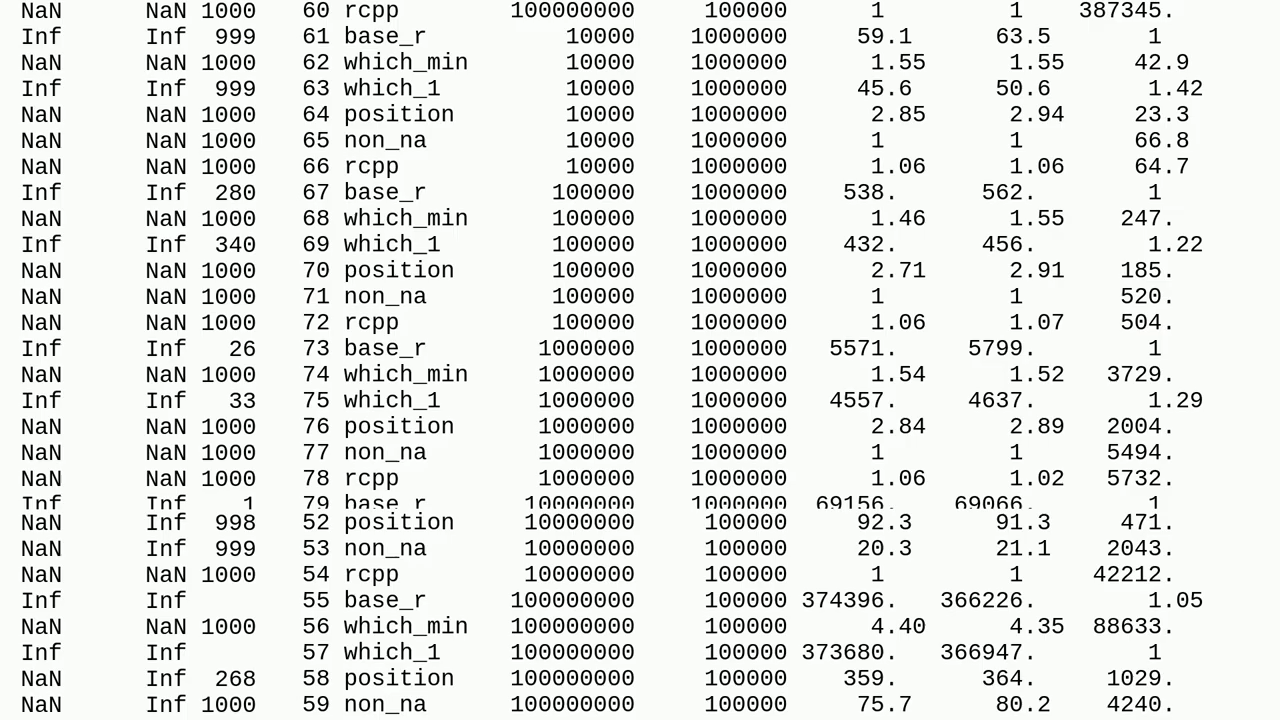 NaN NaN 1000 60 rcpp 100000000 100000 1 1 387345.
Inf Inf 999 61 base_r 10000 1000000 59.1 63.5 1
NaN NaN 1000 62 which_min 10000 1000000 1.55 1.55 42.9
Inf Inf 999 63 which_1 10000 1000000 45.6 50.6 1.42
NaN NaN 1000 64 position 10000 1000000 2.85 2.94 23.3
NaN NaN 1000 65 non_na 10000 1000000 1 1 66.8
NaN NaN 1000 66 rcpp 10000 1000000 1.06 1.06 64.7
Inf Inf 280 67 base_r 100000 1000000 538. 562. 1
NaN NaN 1000 68 which_min 100000 1000000 1.46 1.55 247.
Inf Inf 340 69 which_1 100000 1000000 432. 456. 1.22
NaN NaN 1000 70 position 100000 1000000 2.71 2.91 185.
NaN NaN 1000 71 non_na 100000 1000000 1 1 520.
NaN NaN 1000 72 rcpp 100000 1000000 1.06 1.07 504.
Inf Inf 26 73 base_r 1000000 1000000 5571. 5799. 1
NaN NaN 1000 74 which_min 1000000 1000000 1.54 1.52 3729.
Inf Inf 33 75 which_1 1000000 1000000 4557. 4637. 1.29
NaN NaN 1000 76 position 1000000 1000000 2.84 2.89 2004.
NaN NaN 1000 77 non_na 1000000 1000000 1 1 5494.
NaN NaN 1000 78 rcpp 1000000 1000000 1.06 1.02 5732.
Inf Inf 1 79 base_r 10000000 1000000 69156. 69066. 1
NaN Inf 998 52 position 10000000 100000 92.3 91.3 471.
NaN Inf 999 53 non_na 10000000 100000 20.3 21.1 2043.
NaN NaN 1000 54 rcpp 10000000 100000 1 1 42212.
Inf Inf 55 base_r 100000000 100000 374396. 366226. 1.05
NaN NaN 1000 56 which_min 100000000 100000 4.40 4.35 88633.
Inf Inf 57 which_1 100000000 100000 373680. 366947. 1
NaN Inf 268 58 position 100000000 100000 359. 364. 1029.
NaN Inf 1000 59 non_na 100000000 100000 75.7 80.2 4240.